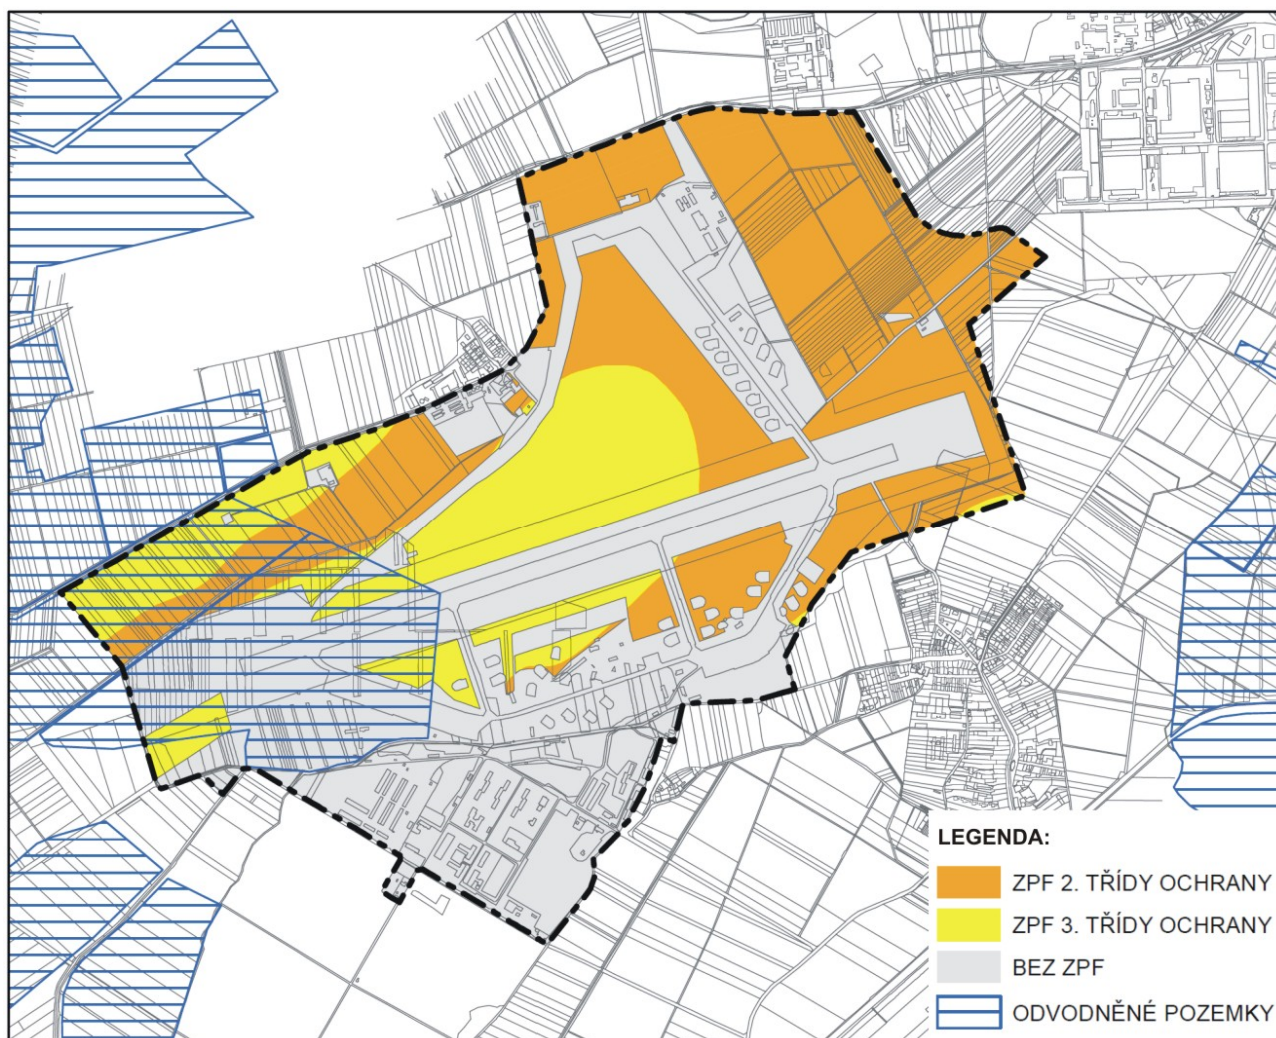 LEGENDA:
ZPF 2. TŘÍDY OCHRANY
ZPF 3. TŘÍDY OCHRANY
BEZ ZPF
ODVODNĚNÉ POZEMKY